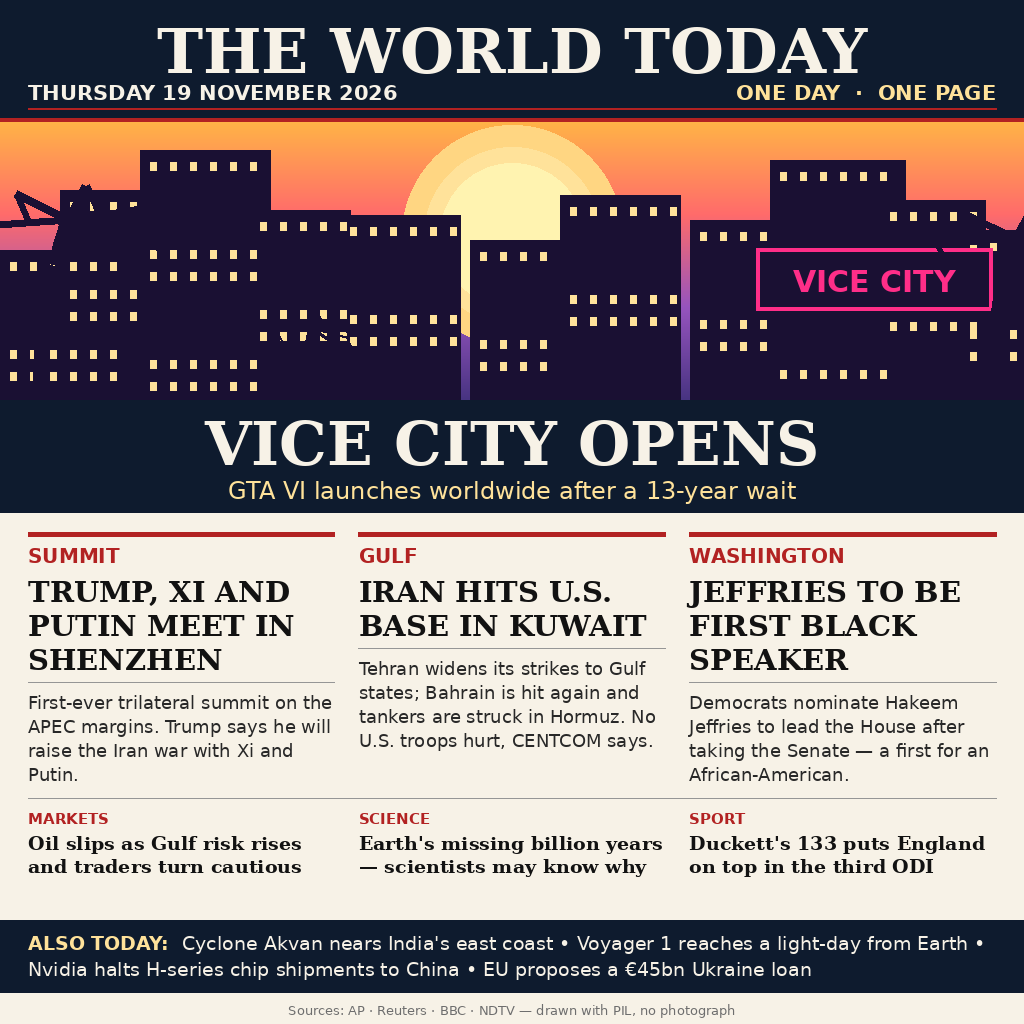 THE WORLD TODAY
THURSDAY 19 NOVEMBER 2026
ONE DAY · ONE PAGE
VICE CITY
VICE CITY OPENS
GTA VI launches worldwide after a 13-year wait
SUMMIT
TRUMP, XI AND
PUTIN MEET IN
SHENZHEN
First-ever trilateral summit on the
APEC margins. Trump says he will
raise the Iran war with Xi and
Putin.
GULF
IRAN HITS U.S.
BASE IN KUWAIT
Tehran widens its strikes to Gulf
states; Bahrain is hit again and
tankers are struck in Hormuz. No
U.S. troops hurt, CENTCOM says.
WASHINGTON
JEFFRIES TO BE
FIRST BLACK
SPEAKER
Democrats nominate Hakeem
Jeffries to lead the House after
taking the Senate — a first for an
African-American.
MARKETS
Oil slips as Gulf risk rises
and traders turn cautious
SCIENCE
Earth's missing billion years
— scientists may know why
SPORT
Duckett's 133 puts England
on top in the third ODI
ALSO TODAY: Cyclone Akvan nears India's east coast • Voyager 1 reaches a light-day from Earth •
Nvidia halts H-series chip shipments to China • EU proposes a €45bn Ukraine loan
Sources: AP · Reuters · BBC · NDTV — drawn with PIL, no photograph